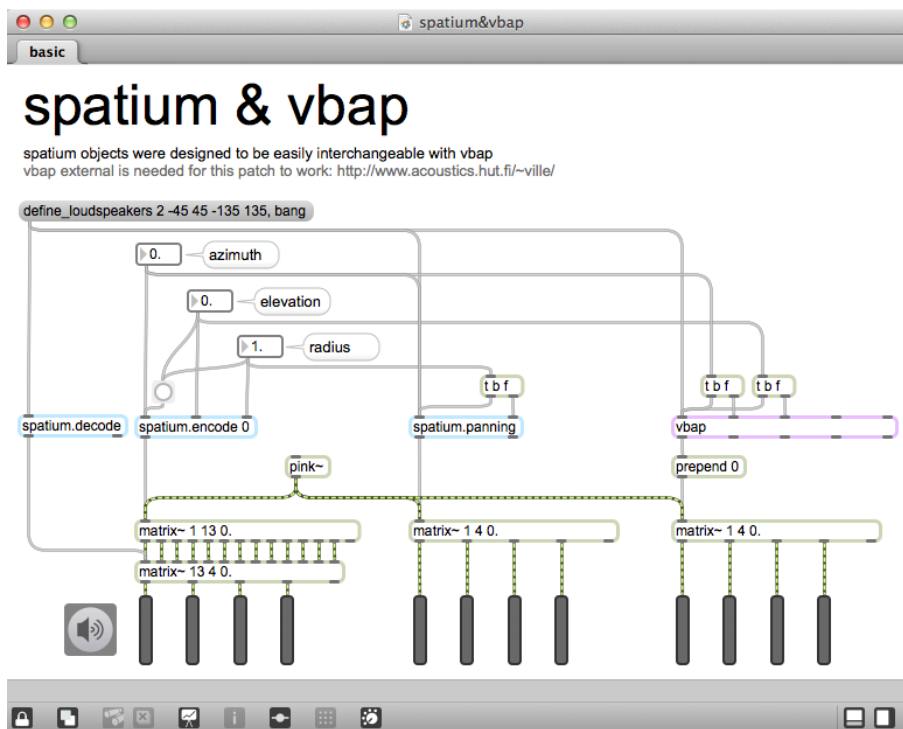 spatium&vbap
basic
spatium & vbap
spatium objects were designed to be easily interchangeable with vbap
vbap external is needed for this patch to work: http://www.acoustics.hut.fi/~ville/
define_loudspeakers 2 -45 45 -135 135, bang
0. azimuth
0. elevation
1. radius
t b f t b f t b f
spatium.decode spatium.encode 0 spatium.panning vbap
pink~ prepend 0
matrix~ 1 13 0. matrix~ 1 4 0. matrix~ 1 4 0.
matrix~ 13 4 0.